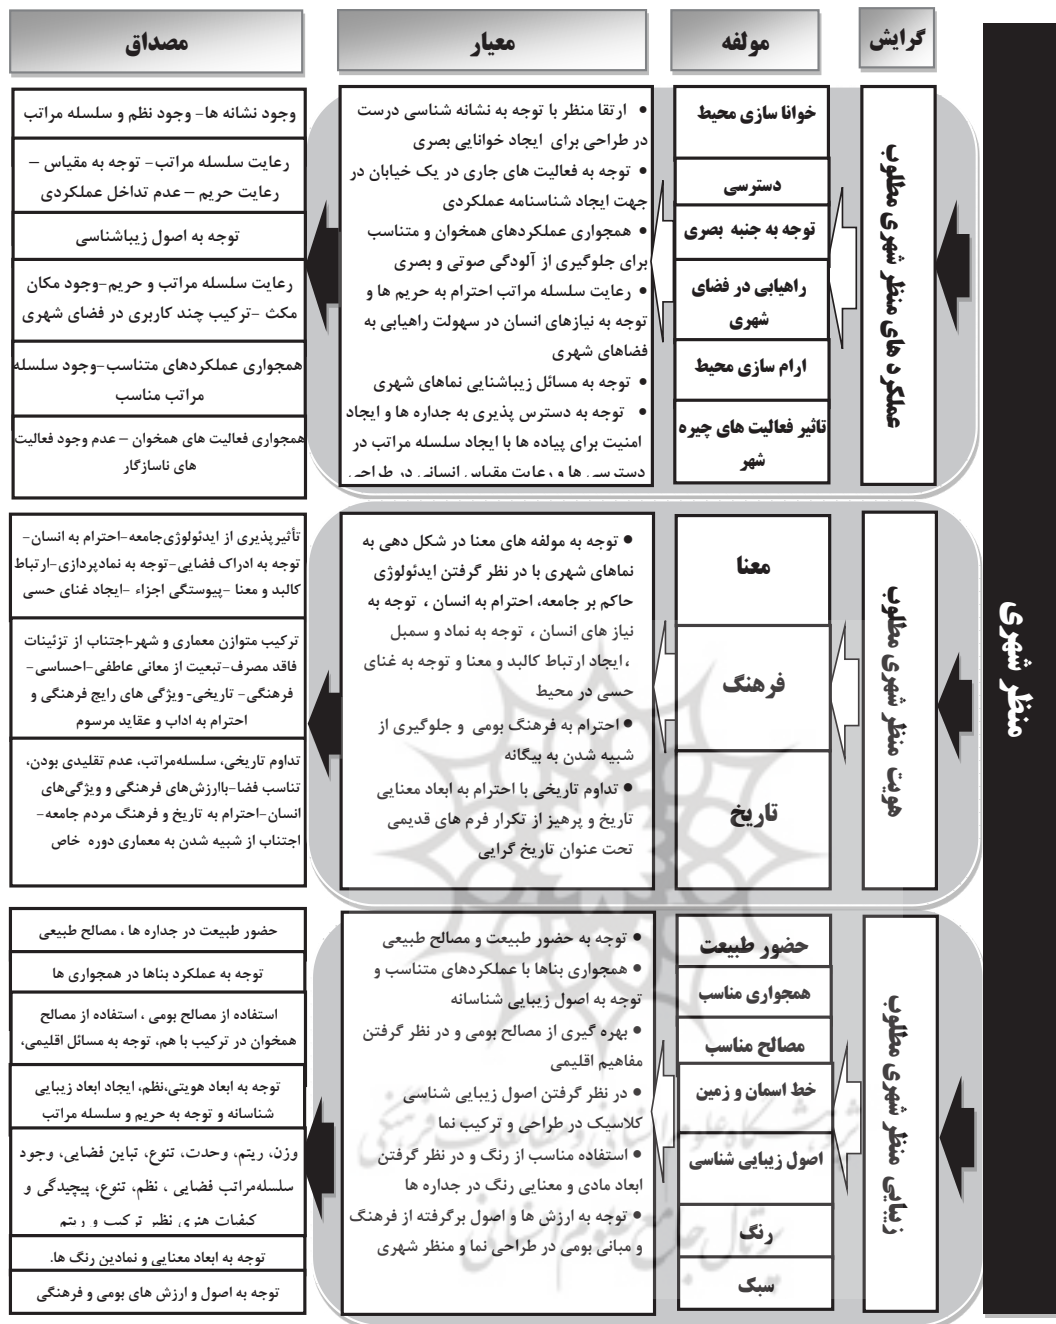 گرایش
مولفه
معیار
مصداق
منظر شهری
عملکرد های منظر شهری مطلوب
خوانا سازی محیط
دسترسی
توجه به جنبه بصری
راهیابی در فضای
شهری
ارام سازی محیط
تاثیر فعالیت های چیره
شهر
● ارتقا منظر با توجه به نشانه شناسی درست
در طراحی برای ایجاد خوانایی بصری
● توجه به فعالیت های جاری در یک خیابان در
جهت ایجاد شناسنامه عملکردی
● همجواری عملکردهای همخوان و متناسب
برای جلوگیری از آلودگی صوتی و بصری
● رعایت سلسله مراتب احترام به حریم ها و
توجه به نیازهای انسان در سهولت راهیابی به
فضاهای شهری
● توجه به مسائل زیباشنایی نماهای شهری
● توجه به دسترس پذیری به جداره ها و ایجاد
امنیت برای پیاده ها با ایجاد سلسله مراتب در
دسترسی ها و رعایت مقیاس انسانی در طراحی
وجود نشانه ها- وجود نظم و سلسله مراتب
رعایت سلسله مراتب- توجه به مقیاس –
رعایت حریم – عدم تداخل عملکردی
توجه به اصول زیباشناسی
رعایت سلسله مراتب و حریم-وجود مکان
مکث -ترکیب چند کاربری در فضای شهری
همجواری عملکردهای متناسب-وجود سلسله
مراتب مناسب
همجواری فعالیت های همخوان – عدم وجود فعالیت
های ناسازگار
هویت منظر شهری مطلوب
معنا
فرهنگ
تاریخ
● توجه به مولفه های معنا در شکل دهی به
نماهای شهری با در نظر گرفتن ایدئولوژی
حاکم بر جامعه، احترام به انسان ، توجه به
نیاز های انسان ، توجه به نماد و سمبل
، ایجاد ارتباط کالبد و معنا و توجه به غنای
حسی در محیط
● احترام به فرهنگ بومی و جلوگیری از
شبیه شدن به بیگانه
● تداوم تاریخی با احترام به ابعاد معنایی
تاریخ و پرهیز از تکرار فرم های قدیمی
تحت عنوان تاریخ گرایی
تأثیرپذیری از ایدئولوژی‌جامعه-احترام به انسان-
توجه به ادراک فضایی-توجه به نمادپردازی-ارتباط
کالبد و معنا -پیوستگی اجزاء -ایجاد غنای حسی
ترکیب متوازن معماری و شهر-اجتناب از تزئینات
فاقد مصرف-تبعیت از معانی عاطفی-احساسی-
فرهنگی- تاریخی- ویژگی های رایج فرهنگی و
احترام به اداب و عقاید مرسوم
تداوم تاریخی، سلسله‌مراتب، عدم تقلیدی بودن،
تناسب فضا-باارزش‌های فرهنگی و ویژگی‌های
انسان-احترام به تاریخ و فرهنگ مردم جامعه-
اجتناب از شبیه شدن به معماری دوره خاص
زیبایی منظر شهری مطلوب
حضور طبیعت
همجواری مناسب
مصالح مناسب
خط اسمان و زمین
اصول زیبایی شناسی
رنگ
سبک
● توجه به حضور طبیعت و مصالح طبیعی
● همجواری بناها با عملکردهای متناسب و
توجه به اصول زیبایی شناسانه
● بهره گیری از مصالح بومی و در نظر گرفتن
مفاهیم اقلیمی
● در نظر گرفتن اصول زیبایی شناسی
کلاسیک در طراحی و ترکیب نما
● استفاده مناسب از رنگ و در نظر گرفتن
ابعاد مادی و معنایی رنگ در جداره ها
● توجه به ارزش ها و اصول برگرفته از فرهنگ
و مبانی بومی در طراحی نما و منظر شهری
حضور طبیعت در جداره ها ، مصالح طبیعی
توجه به عملکرد بناها در همجواری ها
استفاده از مصالح بومی ، استفاده از مصالح
همخوان در ترکیب با هم، توجه به مسائل اقلیمی،
توجه به ابعاد هویتی،نظم، ایجاد ابعاد زیبایی
شناسانه و توجه به حریم و سلسله مراتب
وزن، ریتم، وحدت، تنوع، تباین فضایی، وجود
سلسله‌مراتب فضایی ، نظم، تنوع، پیچیدگی و
کیفیات هنری نظیر ترکیب و ریتم
توجه به ابعاد معنایی و نمادین رنگ ها.
توجه به اصول و ارزش های بومی و فرهنگی
پژوهشگاه علوم انسانی و مطالعات فرهنگی
پرتال جامع علوم انسانی